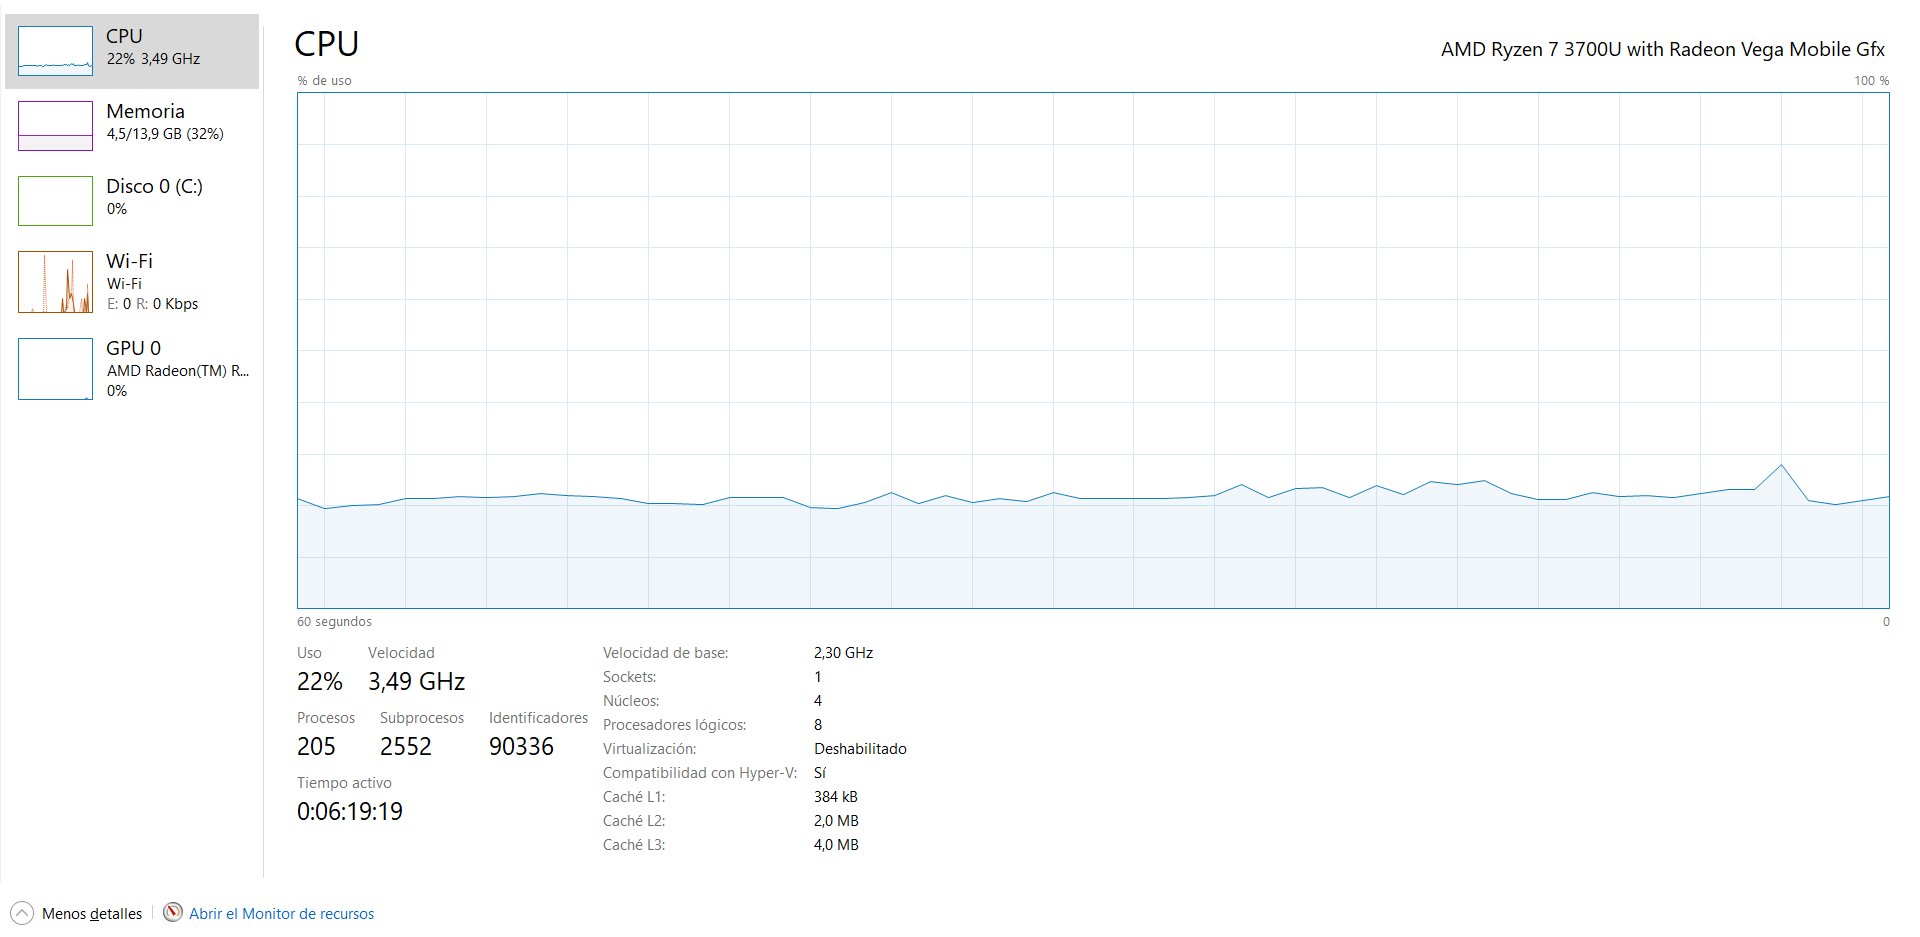 CPU
22% 3,49 GHz
Memoria
4,5/13,9 GB (32%)
Disco 0 (C:)
0%
Wi-Fi
Wi-Fi
E: 0 R: 0 Kbps
GPU 0
AMD Radeon(TM) R...
0%
CPU
AMD Ryzen 7 3700U with Radeon Vega Mobile Gfx
% de uso
100 %
60 segundos
0
Uso
22%
Velocidad
3,49 GHz
Procesos
205
Subprocesos
2552
Identificadores
90336
Tiempo activo
0:06:19:19
Velocidad de base: 2,30 GHz
Sockets: 1
Núcleos: 4
Procesadores lógicos: 8
Virtualización: Deshabilitado
Compatibilidad con Hyper-V: Sí
Caché L1: 384 kB
Caché L2: 2,0 MB
Caché L3: 4,0 MB
Menos detalles
Abrir el Monitor de recursos